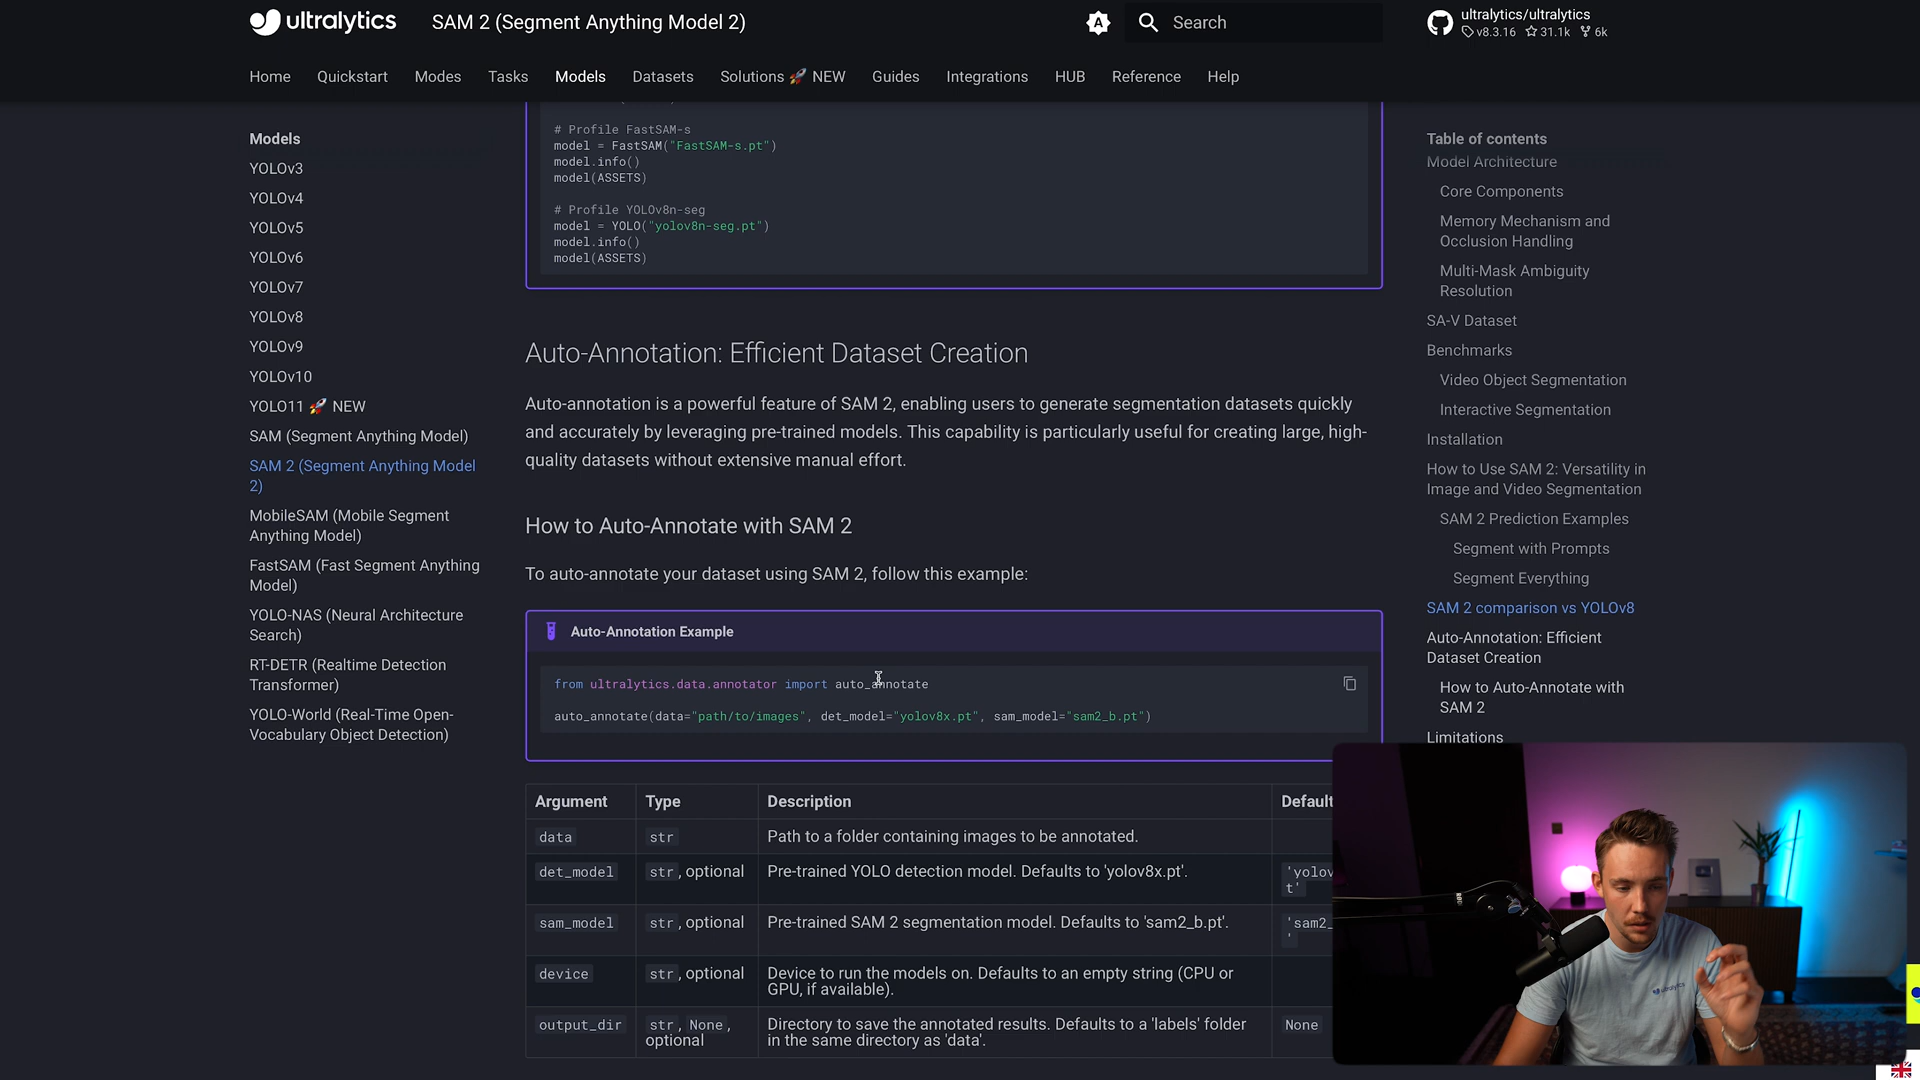 ultralytics
SAM 2 (Segment Anything Model 2)
A
Search
ultralytics/ultralytics
v8.3.16 31.1k 6k
Home Quickstart Modes Tasks Models Datasets Solutions 🚀 NEW Guides Integrations HUB Reference Help
Models
YOLOv3
YOLOv4
YOLOv5
YOLOv6
YOLOv7
YOLOv8
YOLOv9
YOLOv10
YOLO11 🚀 NEW
SAM (Segment Anything Model)
SAM 2 (Segment Anything Model
2)
MobileSAM (Mobile Segment
Anything Model)
FastSAM (Fast Segment Anything
Model)
YOLO-NAS (Neural Architecture
Search)
RT-DETR (Realtime Detection
Transformer)
YOLO-World (Real-Time Open-
Vocabulary Object Detection)
# Profile FastSAM-s
model = FastSAM("FastSAM-s.pt")
model.info()
model(ASSETS)
# Profile YOLOv8n-seg
model = YOLO("yolov8n-seg.pt")
model.info()
model(ASSETS)
Auto-Annotation: Efficient Dataset Creation
Auto-annotation is a powerful feature of SAM 2, enabling users to generate segmentation datasets quickly
and accurately by leveraging pre-trained models. This capability is particularly useful for creating large, high-
quality datasets without extensive manual effort.
How to Auto-Annotate with SAM 2
To auto-annotate your dataset using SAM 2, follow this example:
Auto-Annotation Example
from ultralytics.data.annotator import auto_annotate
auto_annotate(data="path/to/images", det_model="yolov8x.pt", sam_model="sam2_b.pt")
Argument Type Description Default
data str Path to a folder containing images to be annotated.
det_model str, optional Pre-trained YOLO detection model. Defaults to 'yolov8x.pt'. 'yolov
t'
sam_model str, optional Pre-trained SAM 2 segmentation model. Defaults to 'sam2_b.pt'. 'sam2_
'
device str, optional Device to run the models on. Defaults to an empty string (CPU or
GPU, if available).
output_dir str, None, Directory to save the annotated results. Defaults to a 'labels' folder None
optional in the same directory as 'data'.
Table of contents
Model Architecture
Core Components
Memory Mechanism and
Occlusion Handling
Multi-Mask Ambiguity
Resolution
SA-V Dataset
Benchmarks
Video Object Segmentation
Interactive Segmentation
Installation
How to Use SAM 2: Versatility in
Image and Video Segmentation
SAM 2 Prediction Examples
Segment with Prompts
Segment Everything
SAM 2 comparison vs YOLOv8
Auto-Annotation: Efficient
Dataset Creation
How to Auto-Annotate with
SAM 2
Limitations
ultralytics